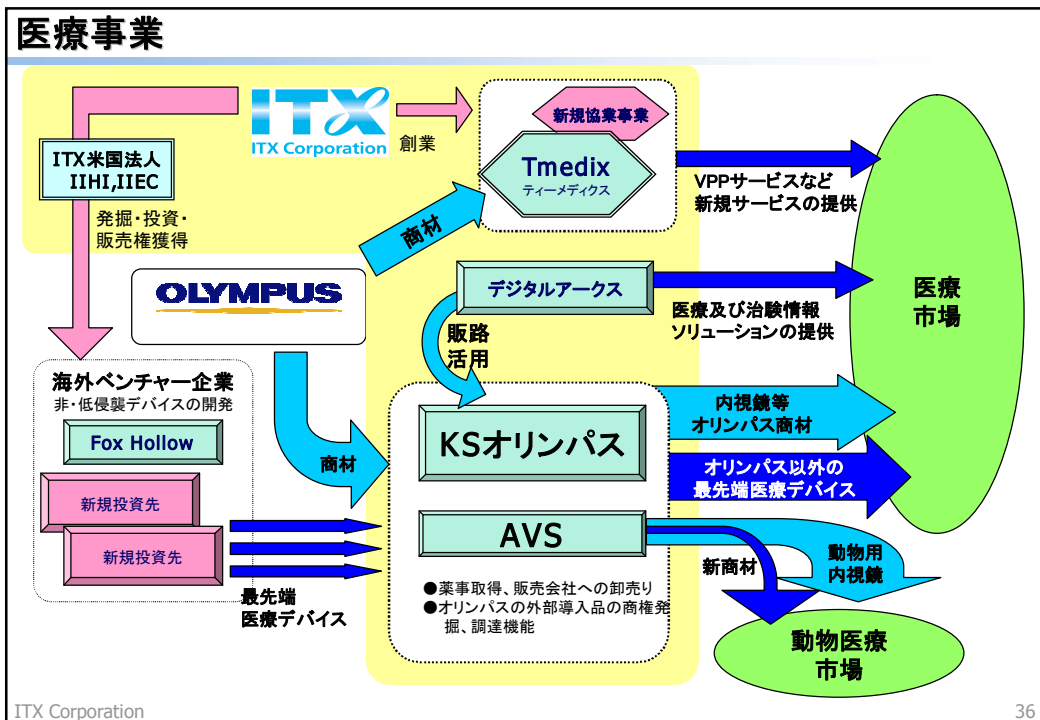 医療事業
ITX
ITX Corporation
創業
新規協業事業
Tmedix
ティーメディクス
ITX米国法人
IIHI,IIEC
発掘・投資・
販売権獲得
商材
VPPサービスなど
新規サービスの提供
OLYMPUS
デジタルアークス
医療及び治験情報
ソリューションの提供
医療
市場
販路
活用
海外ベンチャー企業
非・低侵襲デバイスの開発
Fox Hollow
新規投資先
新規投資先
商材
KSオリンパス
内視鏡等
オリンパス商材
オリンパス以外の
最先端医療デバイス
AVS
新商材
動物用
内視鏡
最先端
医療デバイス
●薬事取得、販売会社への卸売り
●オリンパスの外部導入品の商権発
掘、調達機能
動物医療
市場
ITX Corporation
36